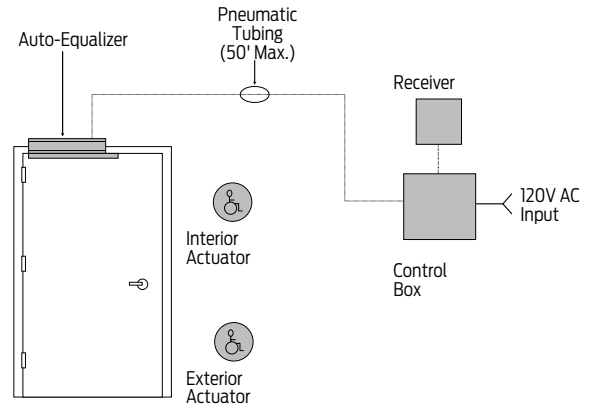 Pneumatic
Tubing
(50' Max.)
Auto-Equalizer
Receiver
120V AC
Input
Interior
Actuator
Control
Box
Exterior
Actuator